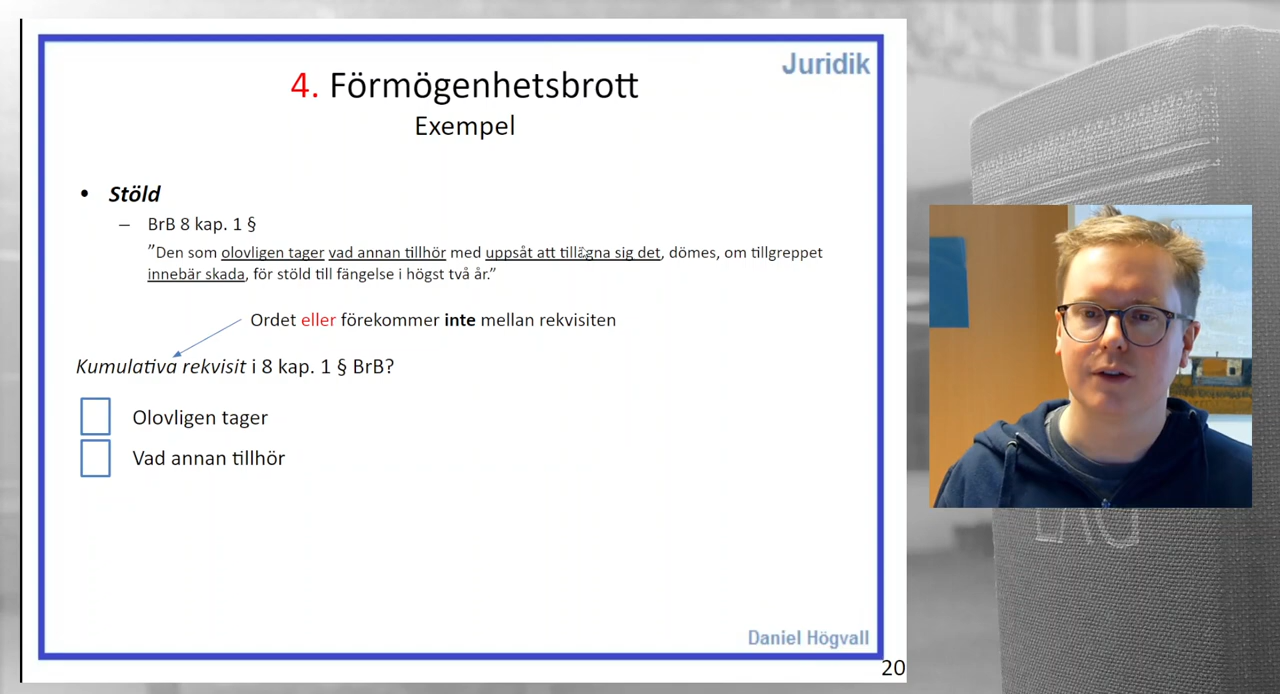 Juridik
4. Förmögenhetsbrott
Exempel
• Stöld
– BrB 8 kap. 1 §
”Den som olovligen tager vad annan tillhör med uppsåt att tillägna sig det, dömes, om tillgreppet
innebär skada, för stöld till fängelse i högst två år.”
Ordet eller förekommer inte mellan rekvisiten
Kumulativa rekvisit i 8 kap. 1 § BrB?
Olovligen tager
Vad annan tillhör
Daniel Högvall
20